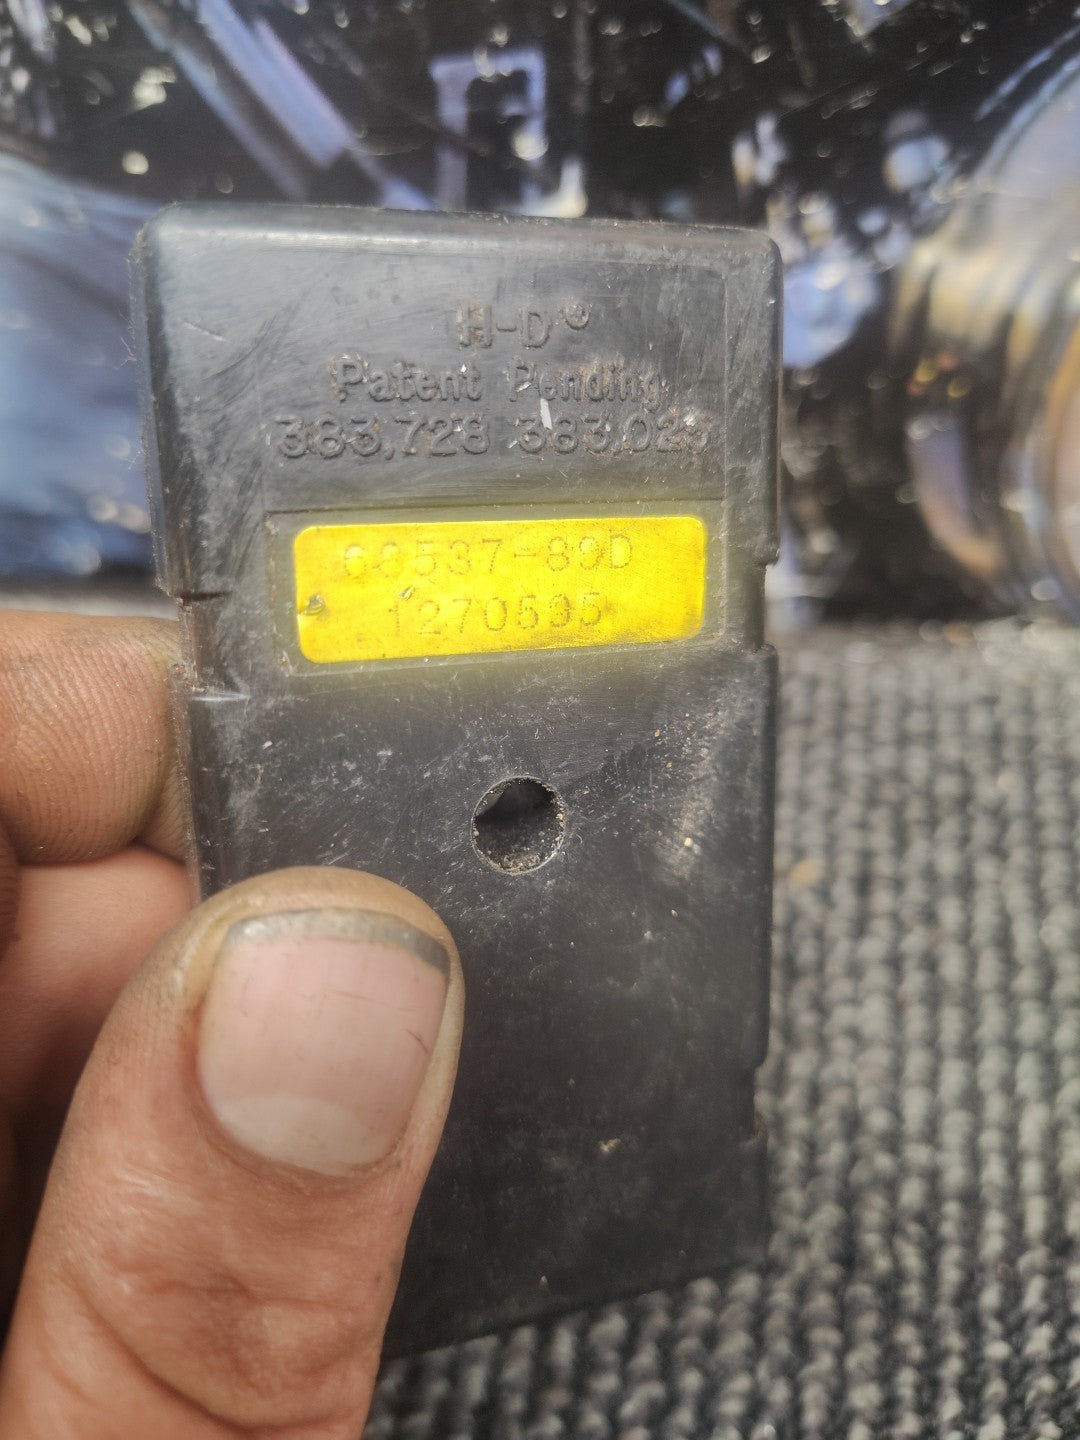 H-D®
Patent Pending
383,728 383,023
68537-89D
1270595